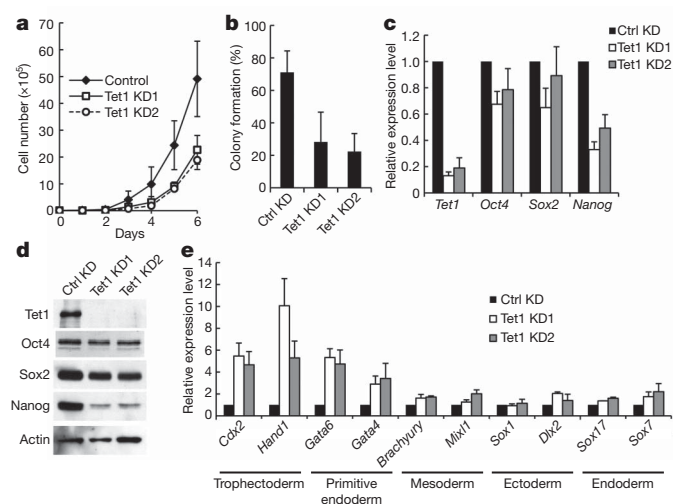 a
Cell number (×10⁵)
70
60
50
40
30
20
10
0
Control
Tet1 KD1
Tet1 KD2
0 2 4 6
Days
b
Colony formation (%)
100
80
60
40
20
0
Ctrl KD
Tet1 KD1
Tet1 KD2
c
Relative expression level
1.2
1.0
0.8
0.6
0.4
0.2
0
Ctrl KD
Tet1 KD1
Tet1 KD2
Tet1 Oct4 Sox2 Nanog
d
Ctrl KD
Tet1 KD1
Tet1 KD2
Tet1
Oct4
Sox2
Nanog
Actin
e
Relative expression level
14
12
10
8
6
4
2
0
Ctrl KD
Tet1 KD1
Tet1 KD2
Cdx2
Hand1
Gata6
Gata4
Brachyury
Mixl1
Sox1
Dlx2
Sox17
Sox7
Trophectoderm
Primitive
endoderm
Mesoderm
Ectoderm
Endoderm